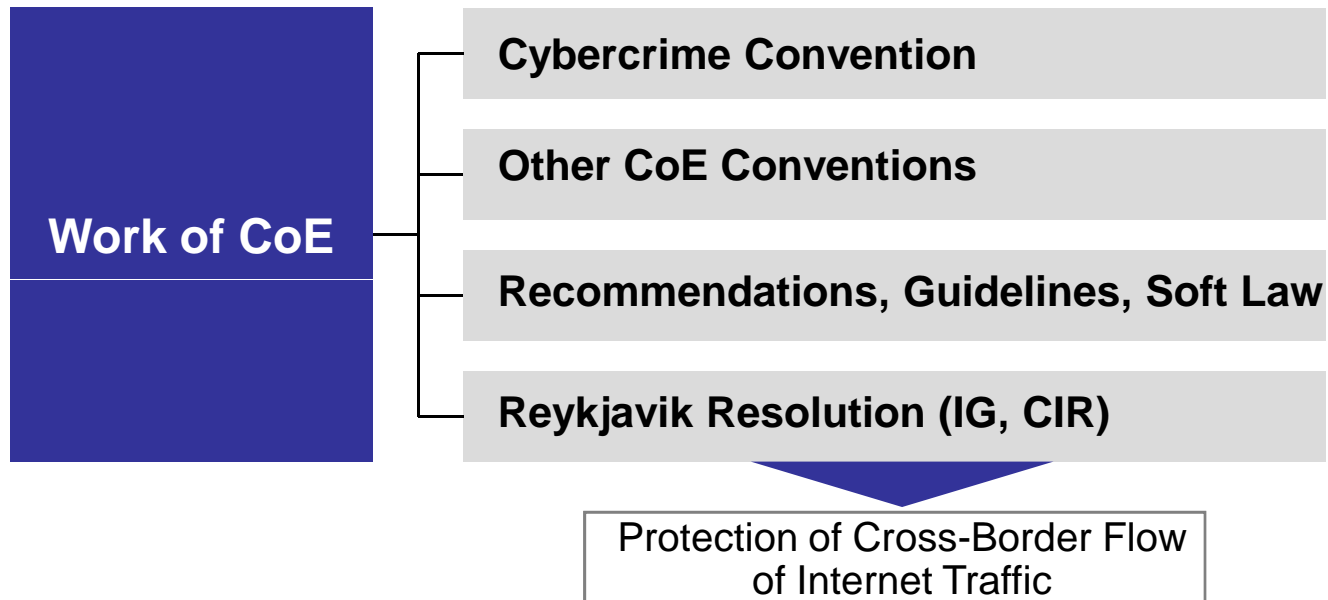 Work of CoE
Cybercrime Convention
Other CoE Conventions
Recommendations, Guidelines, Soft Law
Reykjavik Resolution (IG, CIR)
Protection of Cross-Border Flow
of Internet Traffic